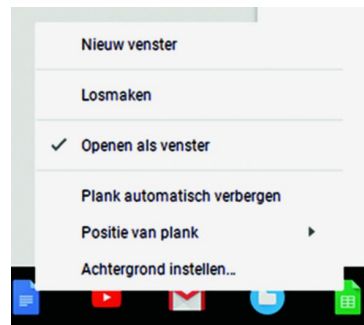 Nieuw venster
Losmaken
Openen als venster
Plank automatisch verbergen
Positie van plank
Achtergrond instellen...